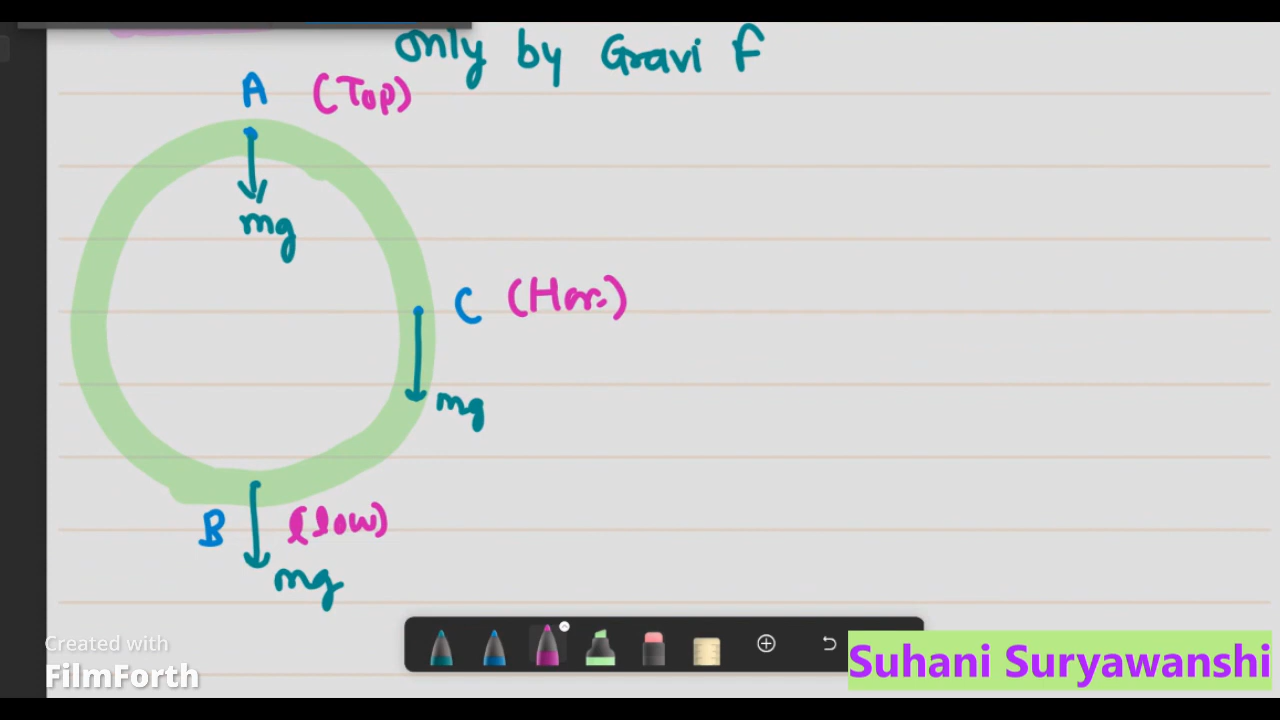 only by Gravi F
A (Top)
mg
C (Hor.)
mg
B (low)
mg
Created with
FilmForth
Suhani Suryawanshi